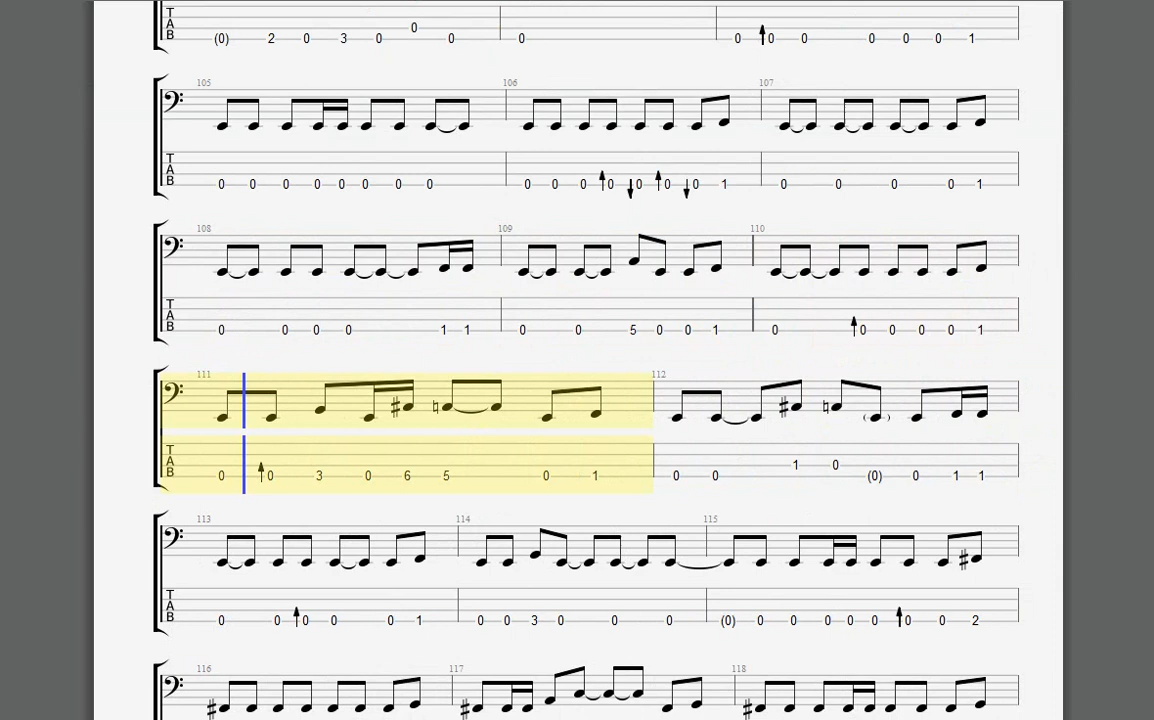 T A B (0) 2 0 3 0 0 0 0 0 0 0 0 0 0 1
105 106 107
T A B 0 0 0 0 0 0 0 0 0 0 0 0 0 0 0 1 0 0 0 0 1
108 109 110
T A B 0 0 0 0 1 1 0 0 5 0 0 1 0 0 0 0 0 1
111 112
T A B 0 0 3 0 6 5 0 1 0 0 1 0 (0) 0 1 1
113 114 115
T A B 0 0 0 0 0 1 0 0 3 0 0 0 (0) 0 0 0 0 0 0 0 2
116 117 118